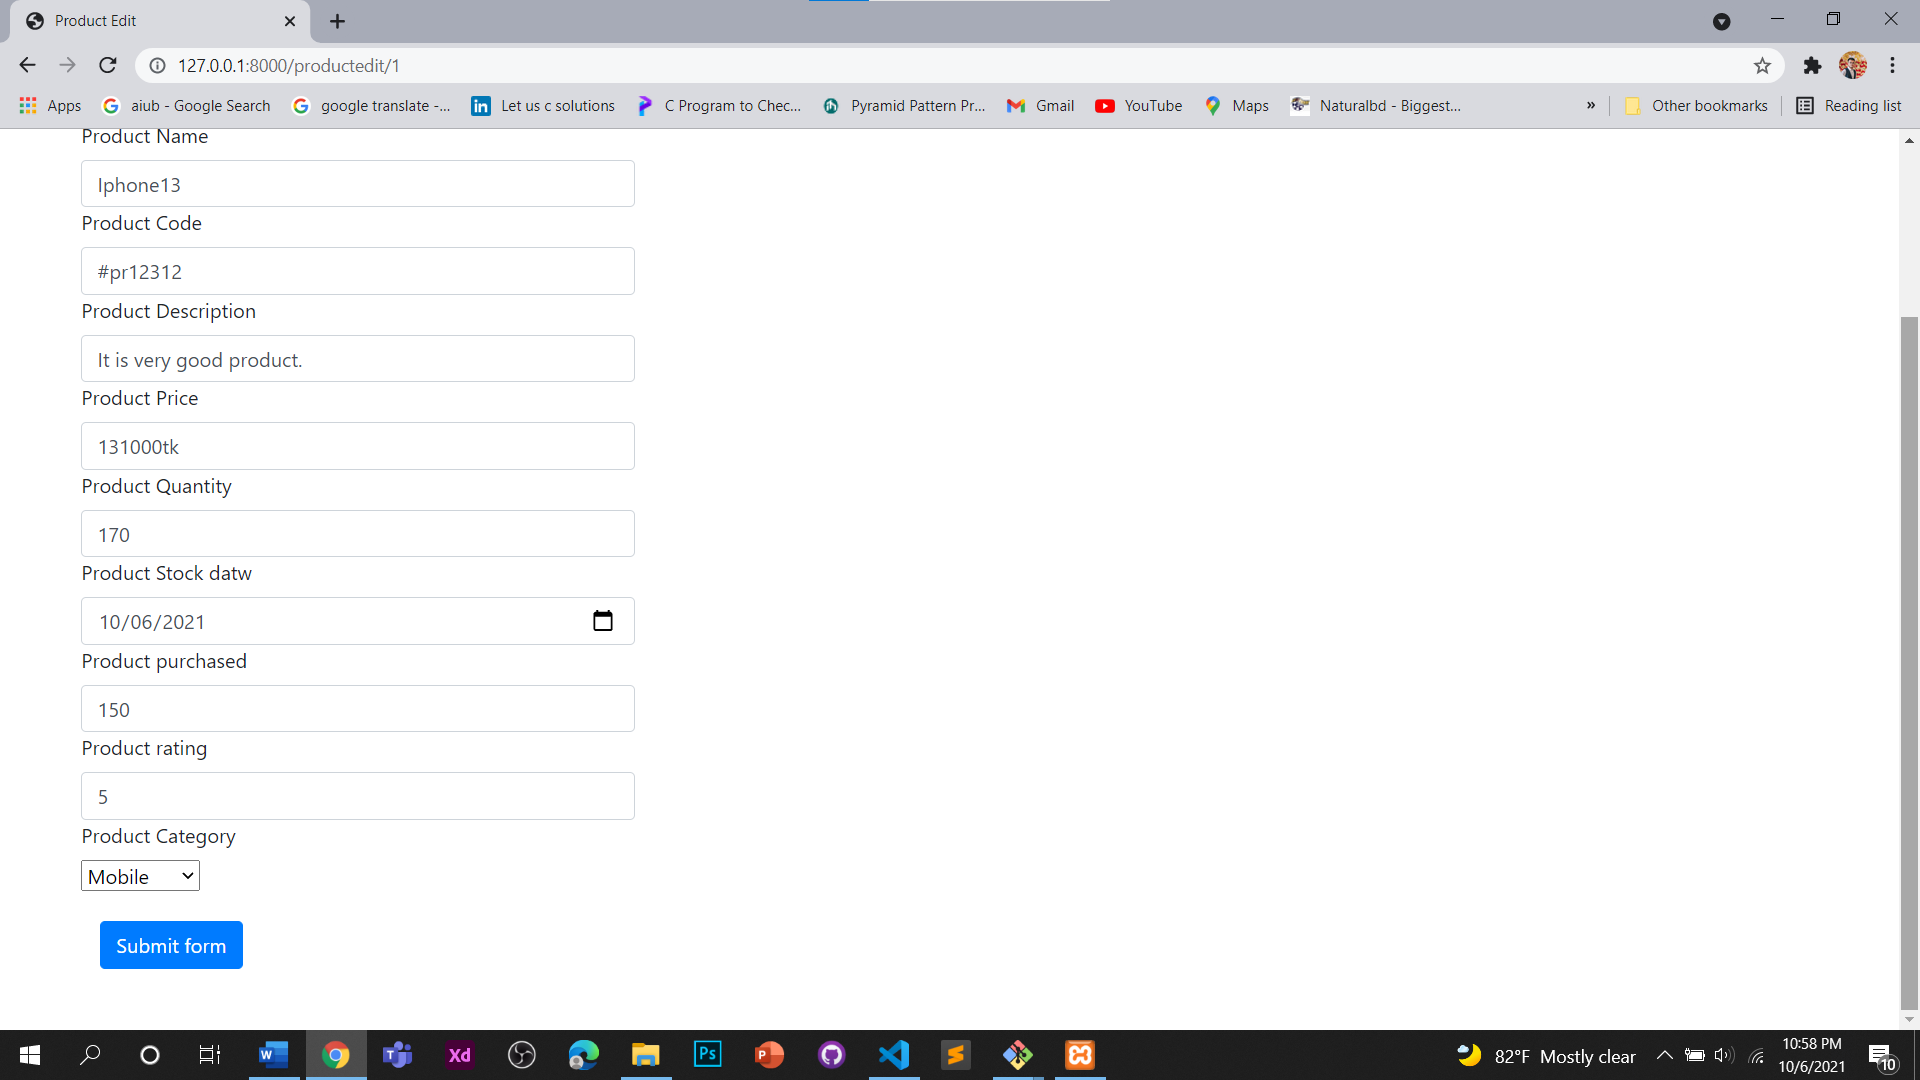 Product Edit
127.0.0.1:8000/productedit/1
Apps aiub - Google Search google translate -... Let us c solutions C Program to Chec... Pyramid Pattern Pr... Gmail YouTube Maps Naturalbd - Biggest... » Other bookmarks Reading list
Product Name
Iphone13
Product Code
#pr12312
Product Description
It is very good product.
Product Price
131000tk
Product Quantity
170
Product Stock datw
10/06/2021
Product purchased
150
Product rating
5
Product Category
Mobile
Submit form
82°F Mostly clear
10:58 PM
10/6/2021
10